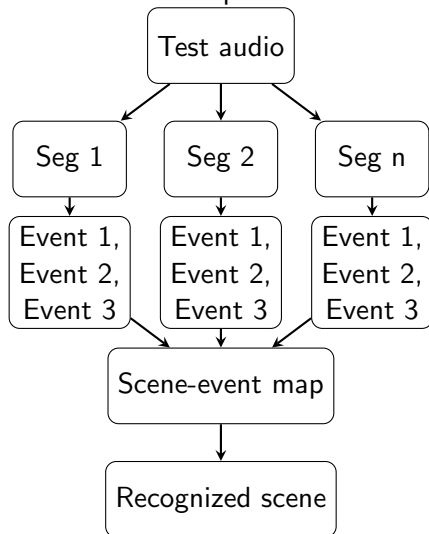 Test audio
Seg 1
Seg 2
Seg n
Event 1,
Event 2,
Event 3
Event 1,
Event 2,
Event 3
Event 1,
Event 2,
Event 3
Scene-event map
Recognized scene